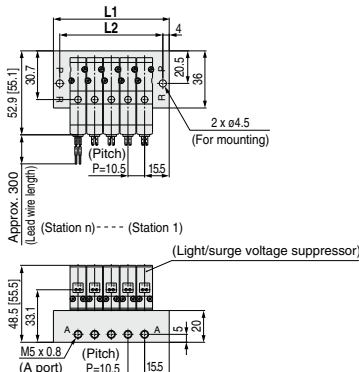 L1
L2
4
P
P
R
R
30.7
52.9 [55.1]
20.5
36
2 x ø4.5
(For mounting)
(Pitch)
P=10.5
15.5
Approx. 300
(Lead wire length)
(Station n) ---- (Station 1)
(Light/surge voltage suppressor)
48.5 [55.5]
33.1
A
A
5
20
M5 x 0.8
(A port)
(Pitch)
P=10.5
15.5